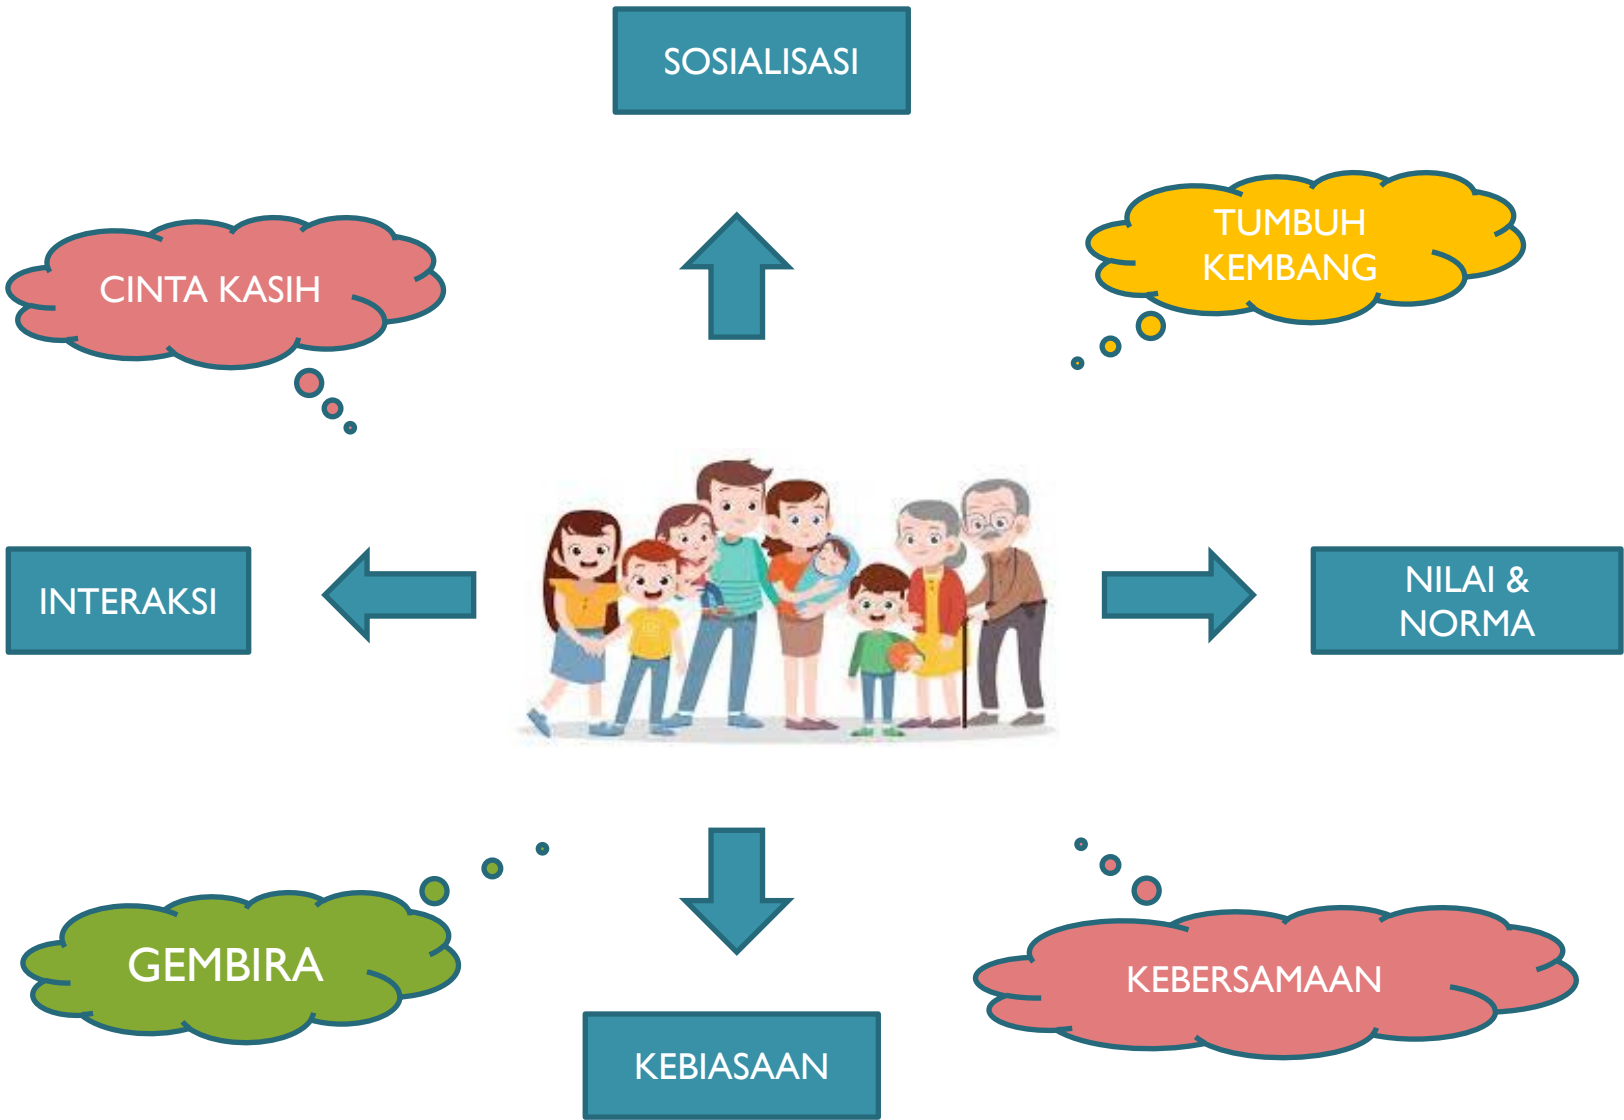 SOSIALISASI
CINTA KASIH
TUMBUH
KEMBANG
INTERAKSI
NILAI &
NORMA
GEMBIRA
KEBERSAMAAN
KEBIASAAN